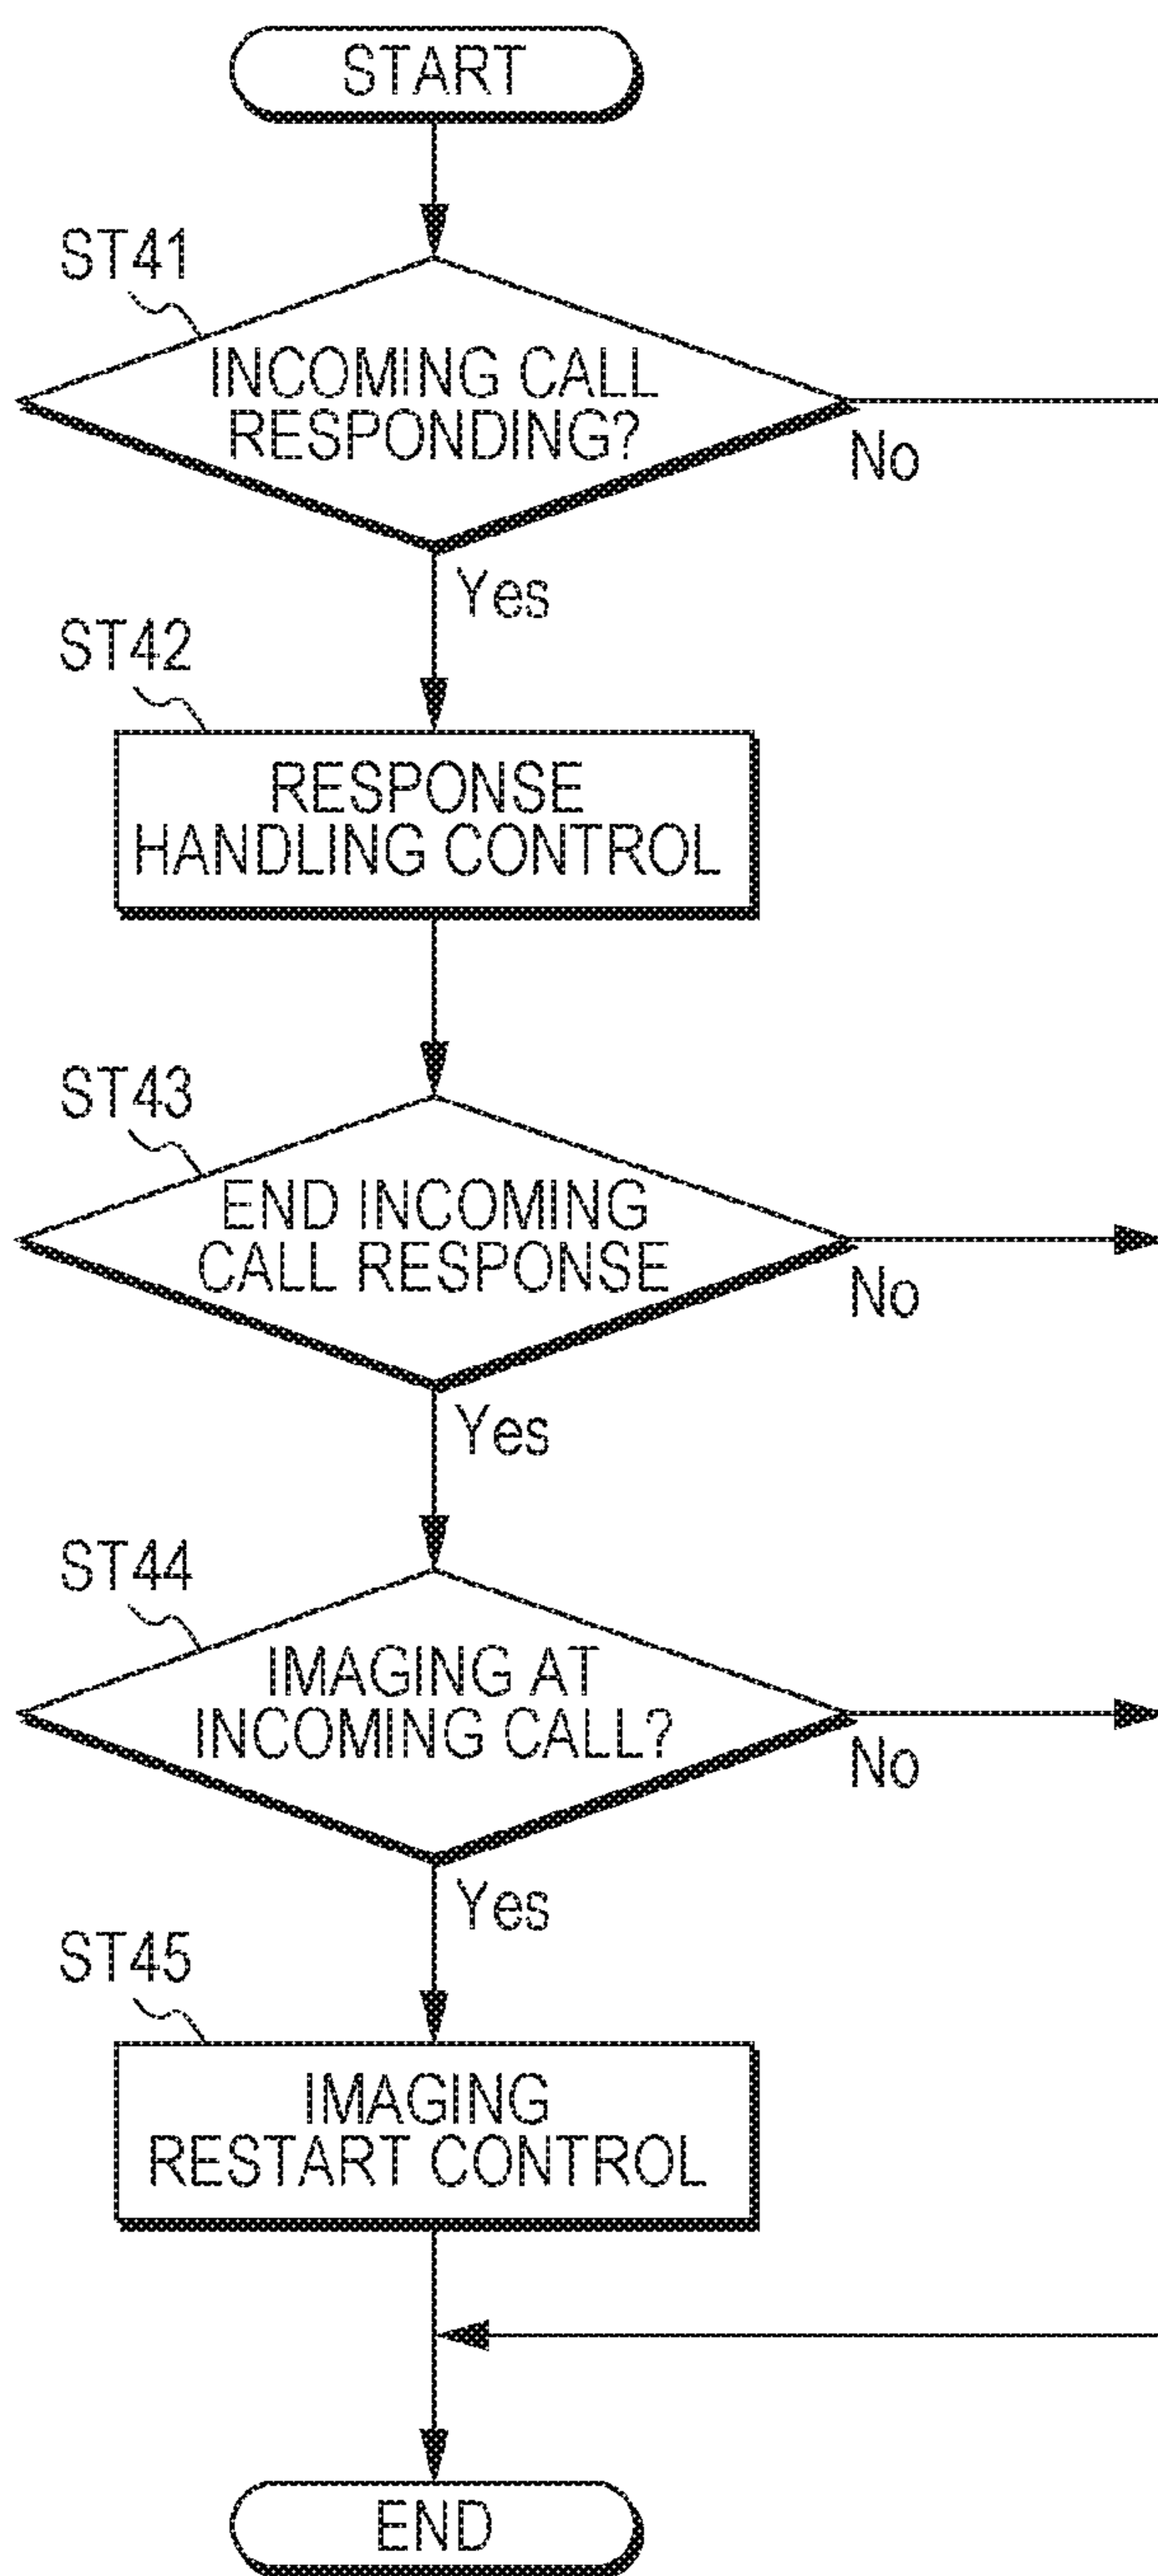 START
ST41
INCOMING CALL
RESPONDING?
No
Yes
ST42
RESPONSE
HANDLING CONTROL
ST43
END INCOMING
CALL RESPONSE
No
Yes
ST44
IMAGING AT
INCOMING CALL?
No
Yes
ST45
IMAGING
RESTART CONTROL
END